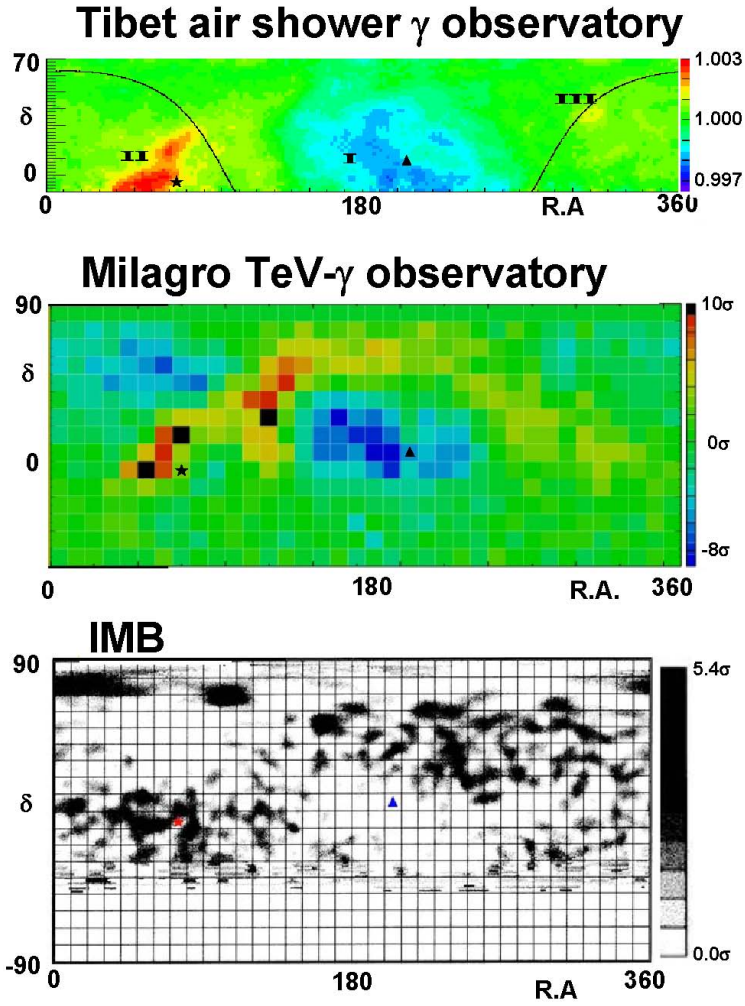 Tibet air shower γ observatory
70
δ
0
II
I
III
1.003
1.000
0.997
0
180
R.A
360
Milagro TeV-γ observatory
90
δ
0
10σ
0σ
-8σ
0
180
R.A.
360
IMB
90
δ
-90
5.4σ
0.0σ
0
180
R.A
360